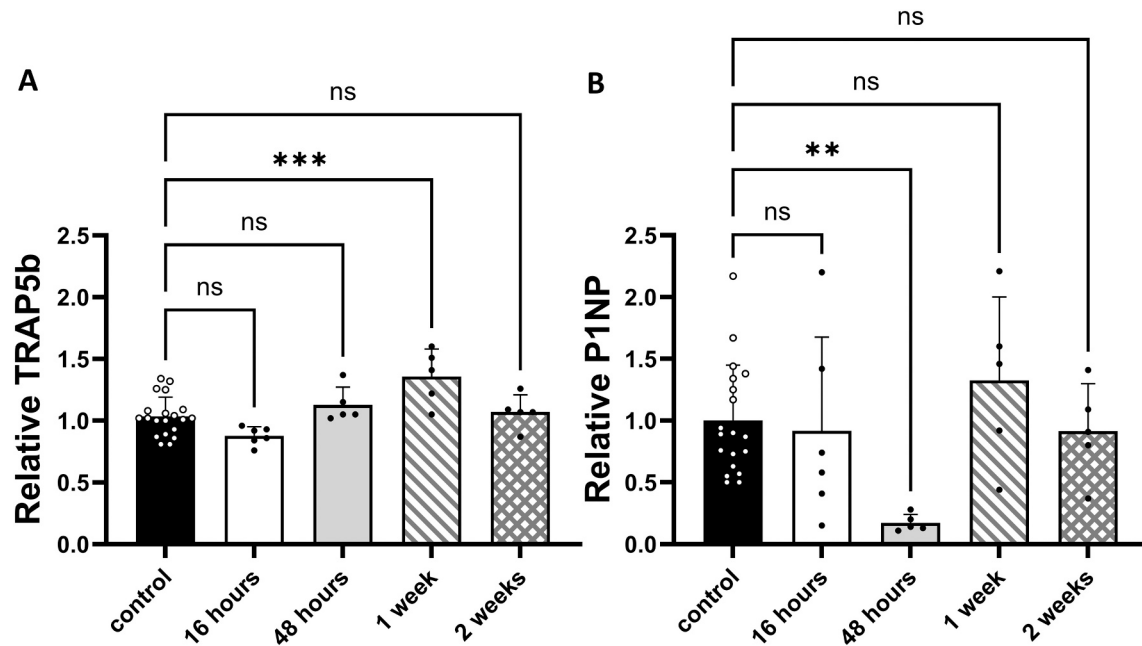 A
ns
***
ns
ns
Relative TRAP5b
2.5
2.0
1.5
1.0
0.5
0.0
control
16 hours
48 hours
1 week
2 weeks
B
ns
ns
**
ns
Relative P1NP
2.5
2.0
1.5
1.0
0.5
0.0
control
16 hours
48 hours
1 week
2 weeks